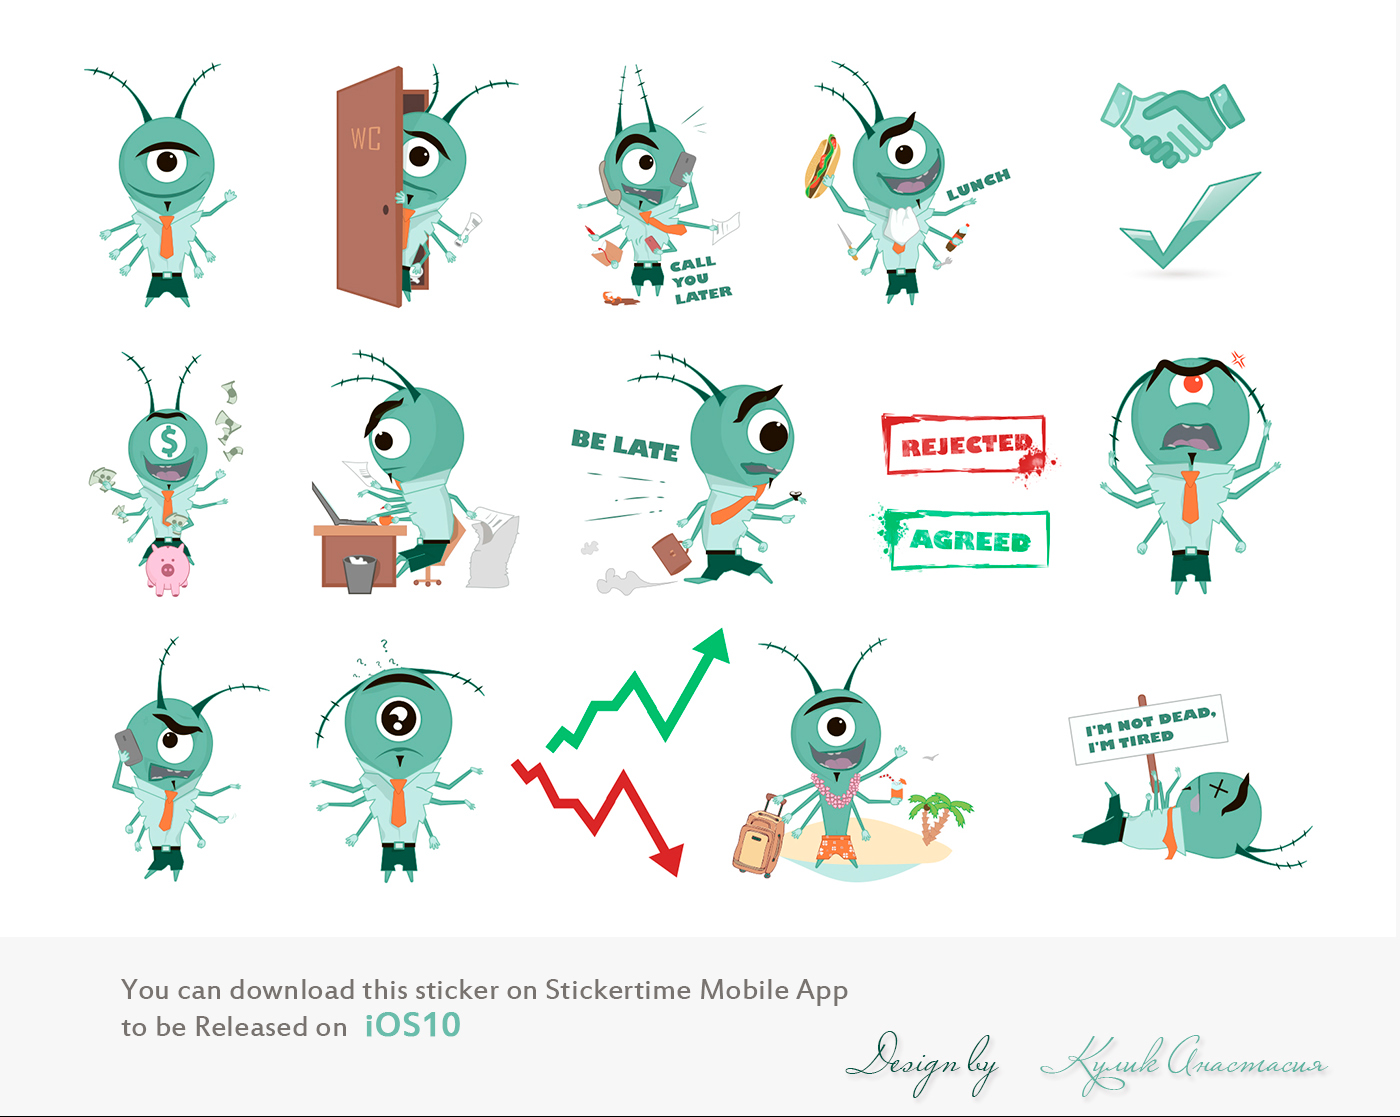 WC
CALL
YOU
LATER
LUNCH
$
BE LATE
REJECTED
AGREED
?
? ? ? ?
?
I'M NOT DEAD,
I'M TIRED
You can download this sticker on Stickertime Mobile App
to be Released on iOS10
Design by Кулик Анастасия